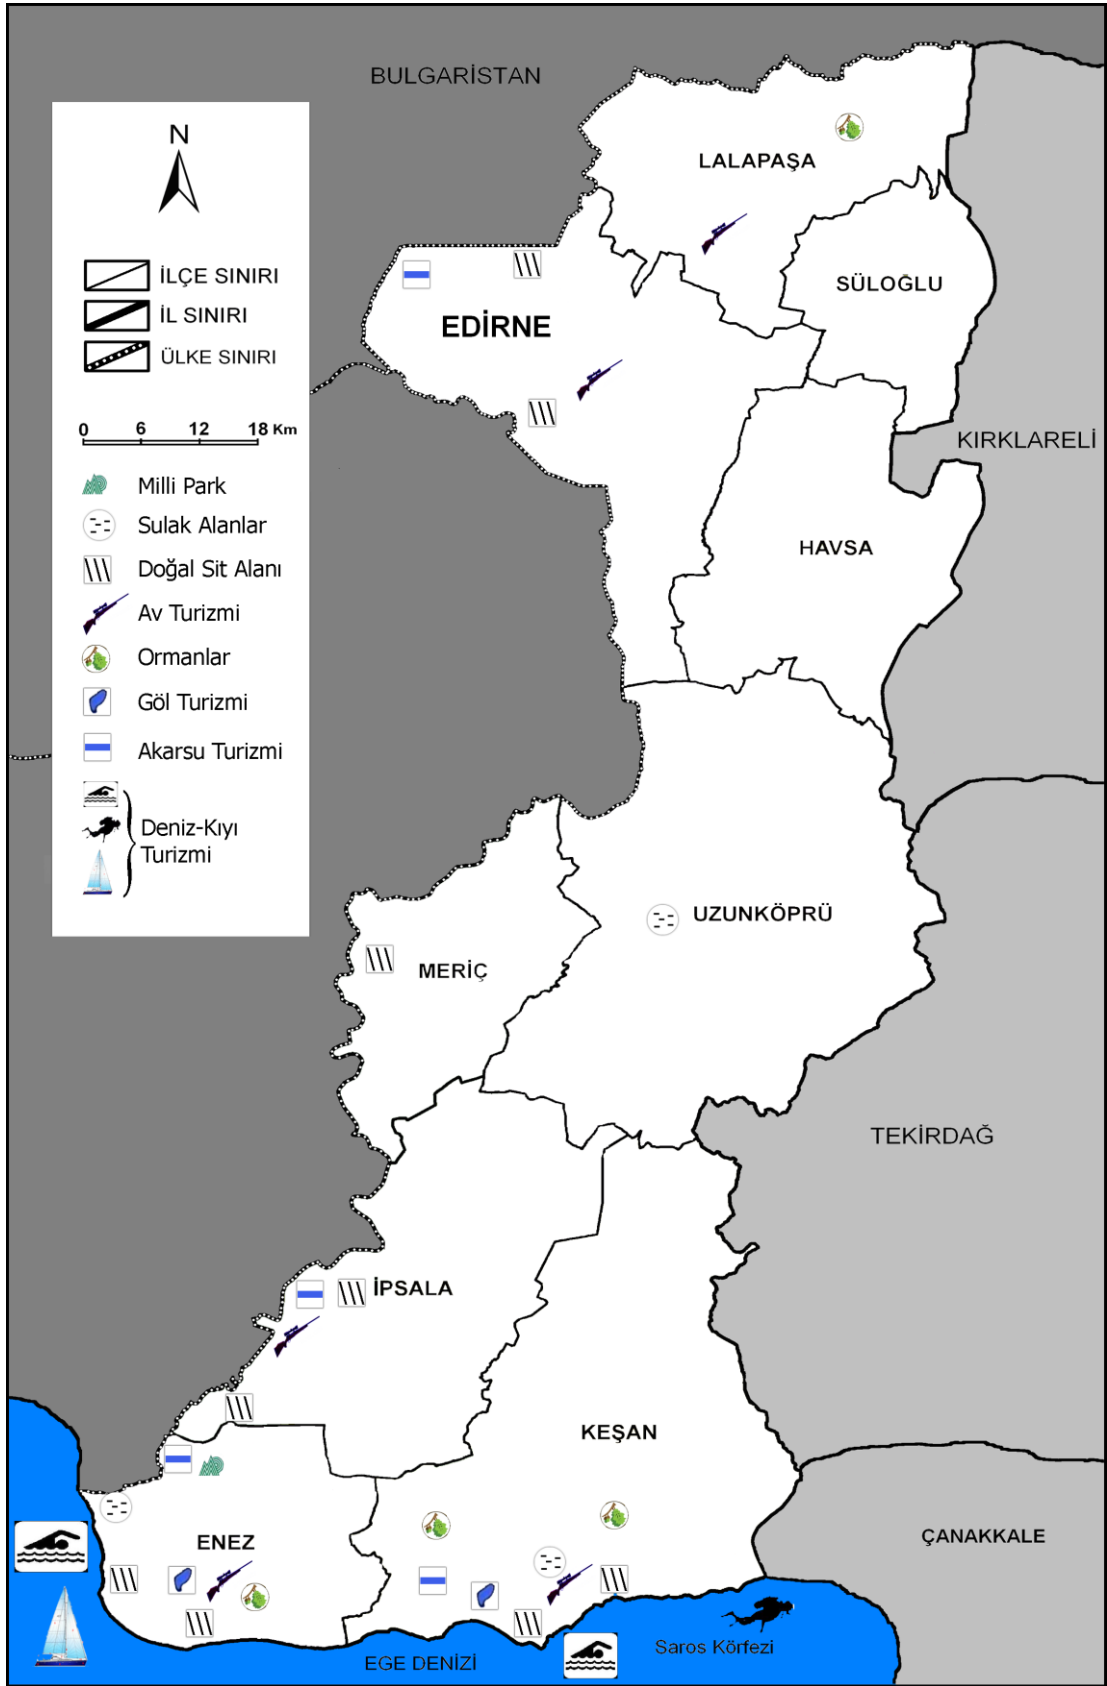 BULGARİSTAN
N
İLÇE SINIRI
İL SINIRI
ÜLKE SINIRI
0 6 12 18 Km
Milli Park
Sulak Alanlar
Doğal Sit Alanı
Av Turizmi
Ormanlar
Göl Turizmi
Akarsu Turizmi
Deniz-Kıyı
Turizmi
LALAPAŞA
SÜLOĞLU
EDİRNE
KIRKLARELİ
HAVSA
UZUNKÖPRÜ
MERİÇ
TEKİRDAĞ
İPSALA
KEŞAN
ENEZ
ÇANAKKALE
Saros Körfezi
EGE DENİZİ